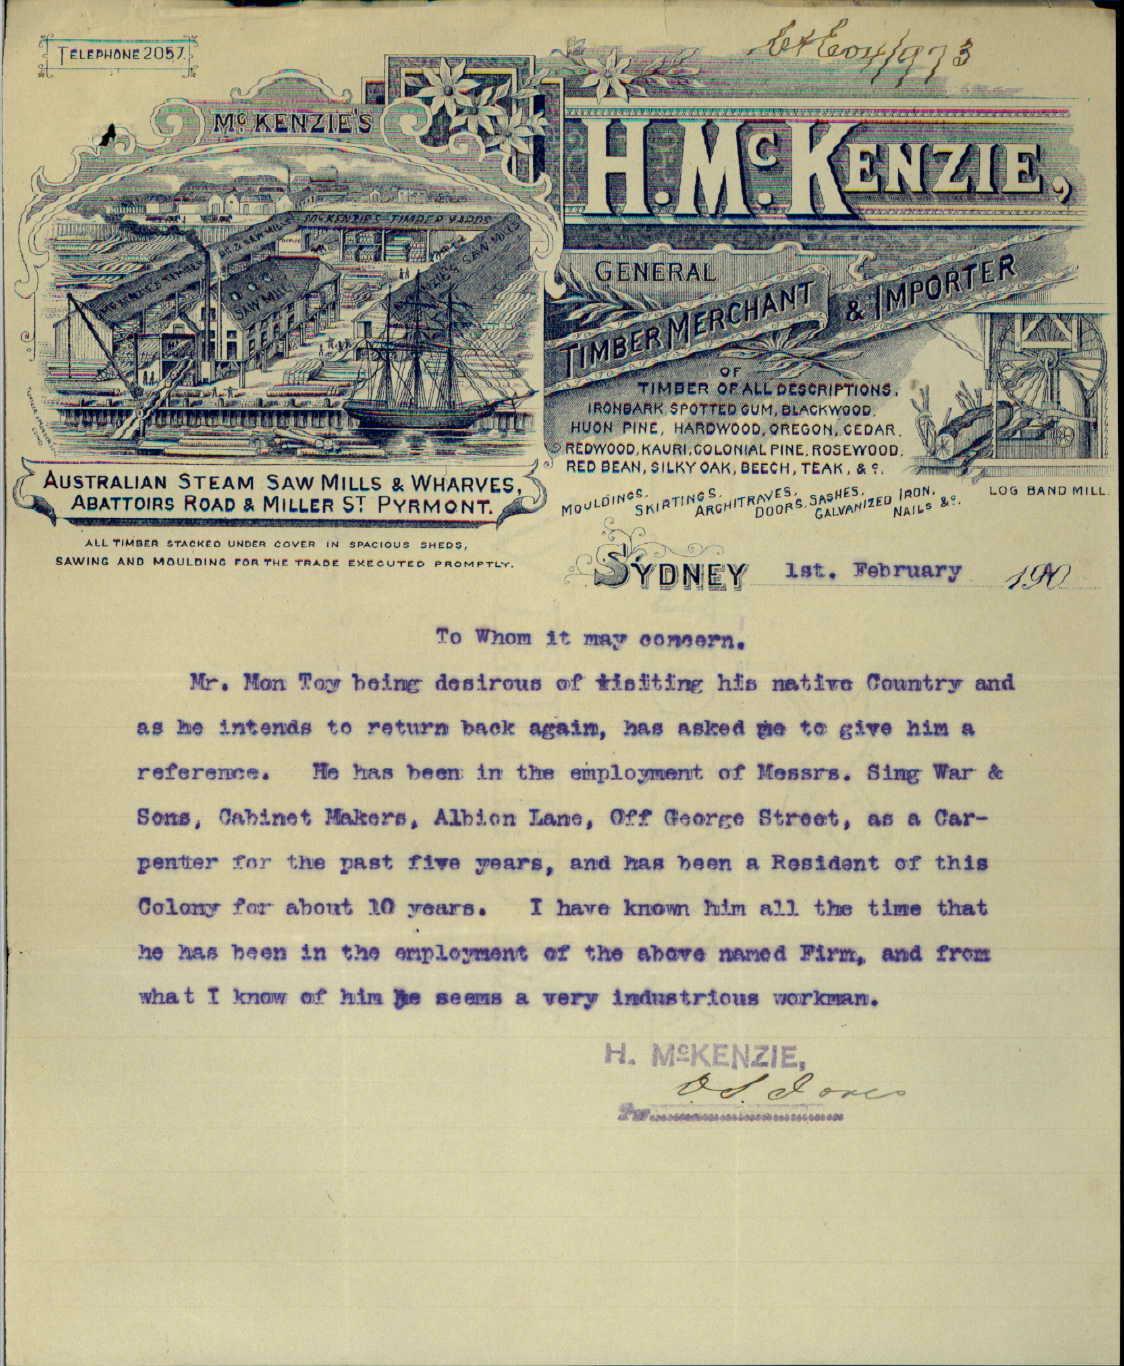 TELEPHONE 2057.
McKENZIE'S
H. McKENZIE,
McKENZIE'S TIMBER YARDS
SAW MILL
GENERAL
TIMBER MERCHANT & IMPORTER
OF
TIMBER OF ALL DESCRIPTIONS,
IRONBARK, SPOTTED GUM, BLACKWOOD,
HUON PINE, HARDWOOD, OREGON, CEDAR,
REDWOOD, KAURI, COLONIAL PINE, ROSEWOOD,
RED BEAN, SILKY OAK, BEECH, TEAK, &c.
MOULDINGS, SKIRTINGS, ARCHITRAVES, DOORS, SASHES, GALVANIZED IRON, NAILS &c.
LOG BAND MILL.
AUSTRALIAN STEAM SAW MILLS & WHARVES,
ABATTOIRS ROAD & MILLER ST. PYRMONT.
ALL TIMBER STACKED UNDER COVER IN SPACIOUS SHEDS,
SAWING AND MOULDING FOR THE TRADE EXECUTED PROMPTLY.
SYDNEY 1st. February 190
To Whom it may concern.
Mr. Mon Toy being desirous of visiting his native Country and
as he intends to return back again, has asked me to give him a
reference. He has been in the employment of Messrs. Sing War &
Sons, Cabinet Makers, Albion Lane, Off George Street, as a Car-
penter for the past five years, and has been a Resident of this
Colony for about 10 years. I have known him all the time that
he has been in the employment of the above named Firm, and from
what I know of him he seems a very industrious workman.
H. McKENZIE,
Per